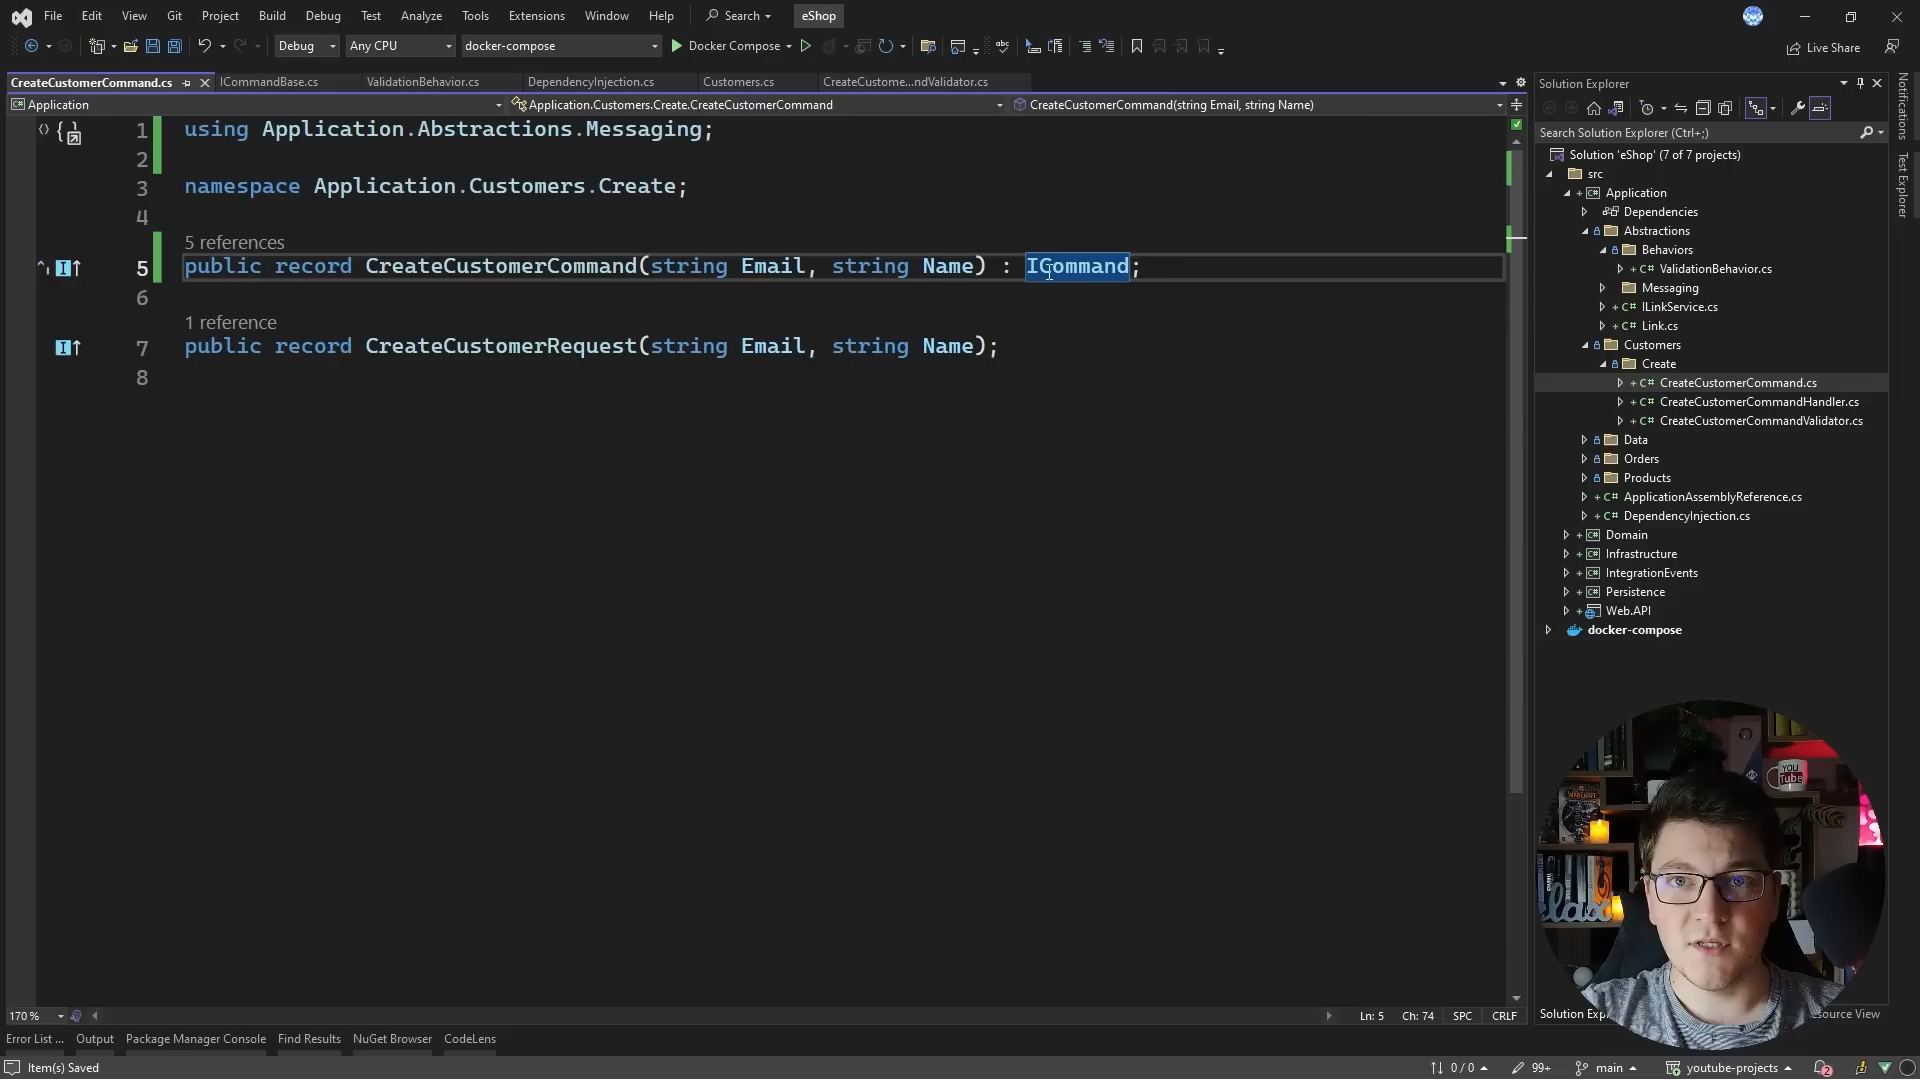 File Edit View Git Project Build Debug Test Analyze Tools Extensions Window Help Search eShop
Debug Any CPU docker-compose Docker Compose Live Share
CreateCustomerCommand.cs ICommandBase.cs ValidationBehavior.cs DependencyInjection.cs Customers.cs CreateCustome...ndValidator.cs
Application Application.Customers.Create.CreateCustomerCommand CreateCustomerCommand(string Email, string Name)
1 using Application.Abstractions.Messaging;
2
3 namespace Application.Customers.Create;
4
5 references
5 public record CreateCustomerCommand(string Email, string Name) : ICommand;
6
1 reference
7 public record CreateCustomerRequest(string Email, string Name);
8
Solution Explorer
Search Solution Explorer (Ctrl+;)
Solution 'eShop' (7 of 7 projects)
src
Application
Dependencies
Abstractions
Behaviors
ValidationBehavior.cs
Messaging
ILinkService.cs
Link.cs
Customers
Create
CreateCustomerCommand.cs
CreateCustomerCommandHandler.cs
CreateCustomerCommandValidator.cs
Data
Orders
Products
ApplicationAssemblyReference.cs
DependencyInjection.cs
Domain
Infrastructure
IntegrationEvents
Persistence
Web.API
docker-compose
Notifications
Test Explorer
YOU
Tube
170 % Ln: 5 Ch: 74 SPC CRLF
Solution Exp
source View
Error List ... Output Package Manager Console Find Results NuGet Browser CodeLens
Item(s) Saved 0 / 0 99+ main youtube-projects 2